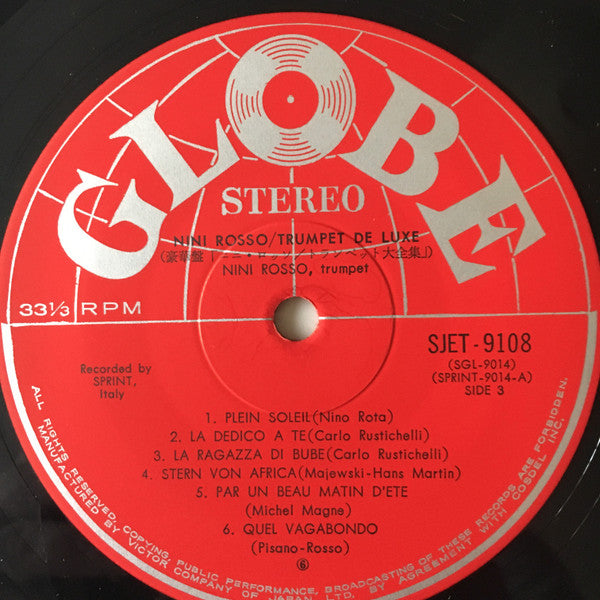 GLOBE
STEREO
NINI ROSSO/TRUMPET DE LUXE
(豪華盤「ニニ・ロッソ/トランペット大全集」)
NINI ROSSO, trumpet
33 1/3 RPM
SJET-9108
(SGL-9014)
(SPRINT-9014-A)
SIDE 3
Recorded by
SPRINT,
Italy
1. PLEIN SOLEIL(Nino Rota)
2. LA DEDICO A TE(Carlo Rustichelli)
3. LA RAGAZZA DI BUBE(Carlo Rustichelli)
4. STERN VON AFRICA(Majewski-Hans Martin)
5. PAR UN BEAU MATIN D'ETE
(Michel Magne)
6. QUEL VAGABONDO
(Pisano-Rosso)
6
ALL RIGHTS RESERVED. COPYING, PUBLIC PERFORMANCE, BROADCASTING OF THESE RECORDS ARE FORBIDDEN.
MANUFACTURED BY VICTOR COMPANY OF JAPAN LTD. BY AGREEMENT WITH COSDEL INC.